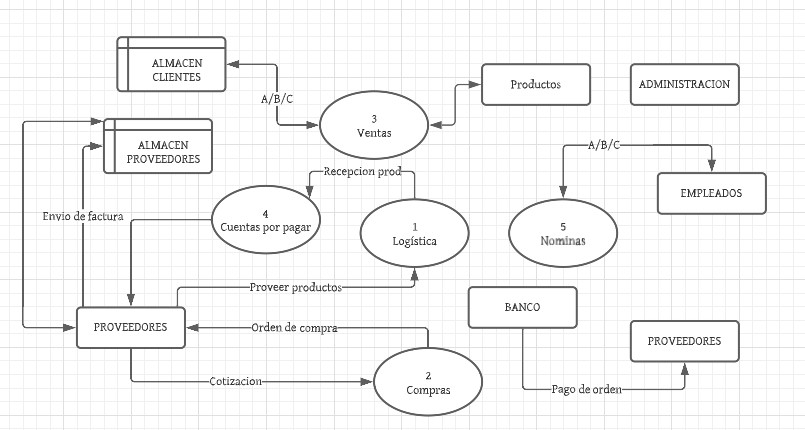 ALMACEN
CLIENTES
A/B/C
3
Ventas
Productos
ADMINISTRACION
ALMACEN
PROVEEDORES
A/B/C
Recepcion prod
EMPLEADOS
Envio de factura
4
Cuentas por pagar
1
Logística
5
Nominas
Proveer productos
BANCO
PROVEEDORES
Orden de compra
PROVEEDORES
Cotizacion
2
Compras
Pago de orden